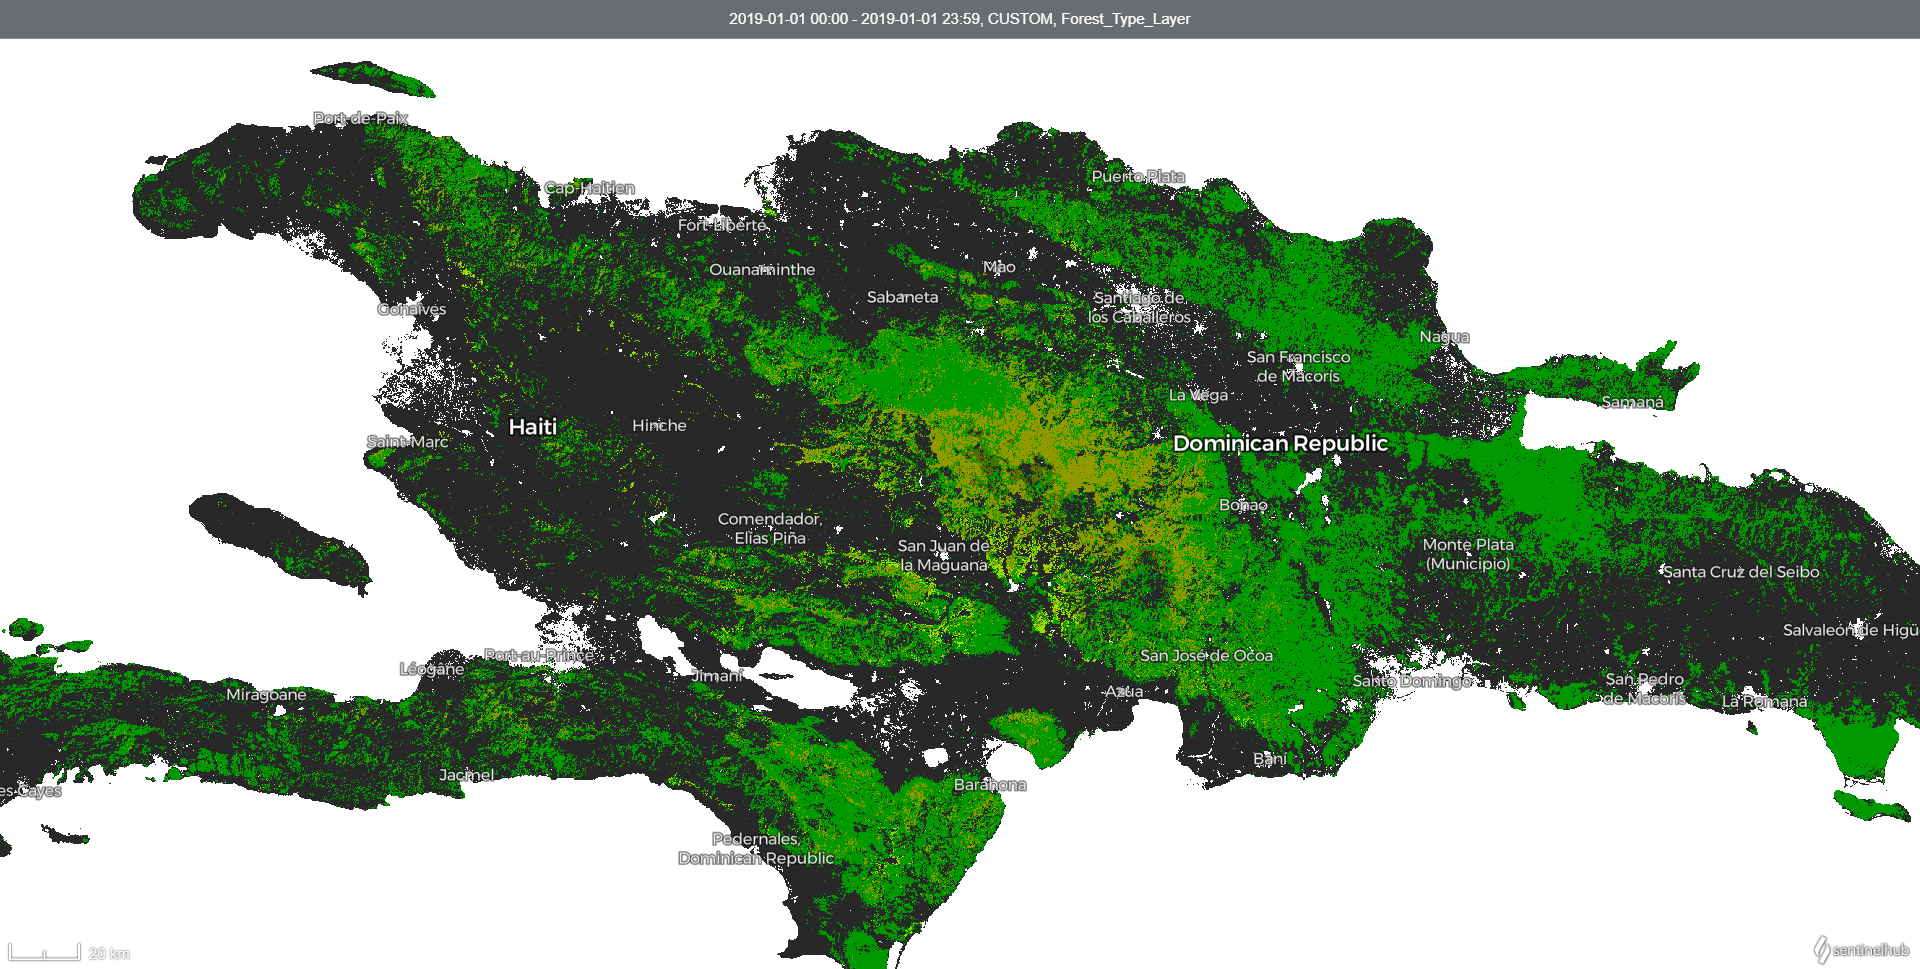 2019-01-01 00:00 - 2019-01-01 23:59, CUSTOM, Forest_Type_Layer
Port-de-Paix
Cap-Haïtien
Puerto Plata
Fort-Liberté
Ouanaminthe
Mao
Sabaneta
Santiago de
los Caballeros
Gonaïves
Nagua
San Francisco
de Macorís
La Vega
Samaná
Haiti
Hinche
Saint-Marc
Dominican Republic
Bonao
Comendador,
Elías Piña
San Juan de
la Maguana
Monte Plata
(Municipio)
Santa Cruz del Seibo
Salvaleón de Higü
Port-au-Prince
Léogâne
San José de Ocoa
Jimaní
Miragoâne
Azua
Santo Domingo
San Pedro
de Macorís
La Romana
Jacmel
Baní
Barahona
es Cayes
Pedernales,
Dominican Republic
20 km
sentinelhub